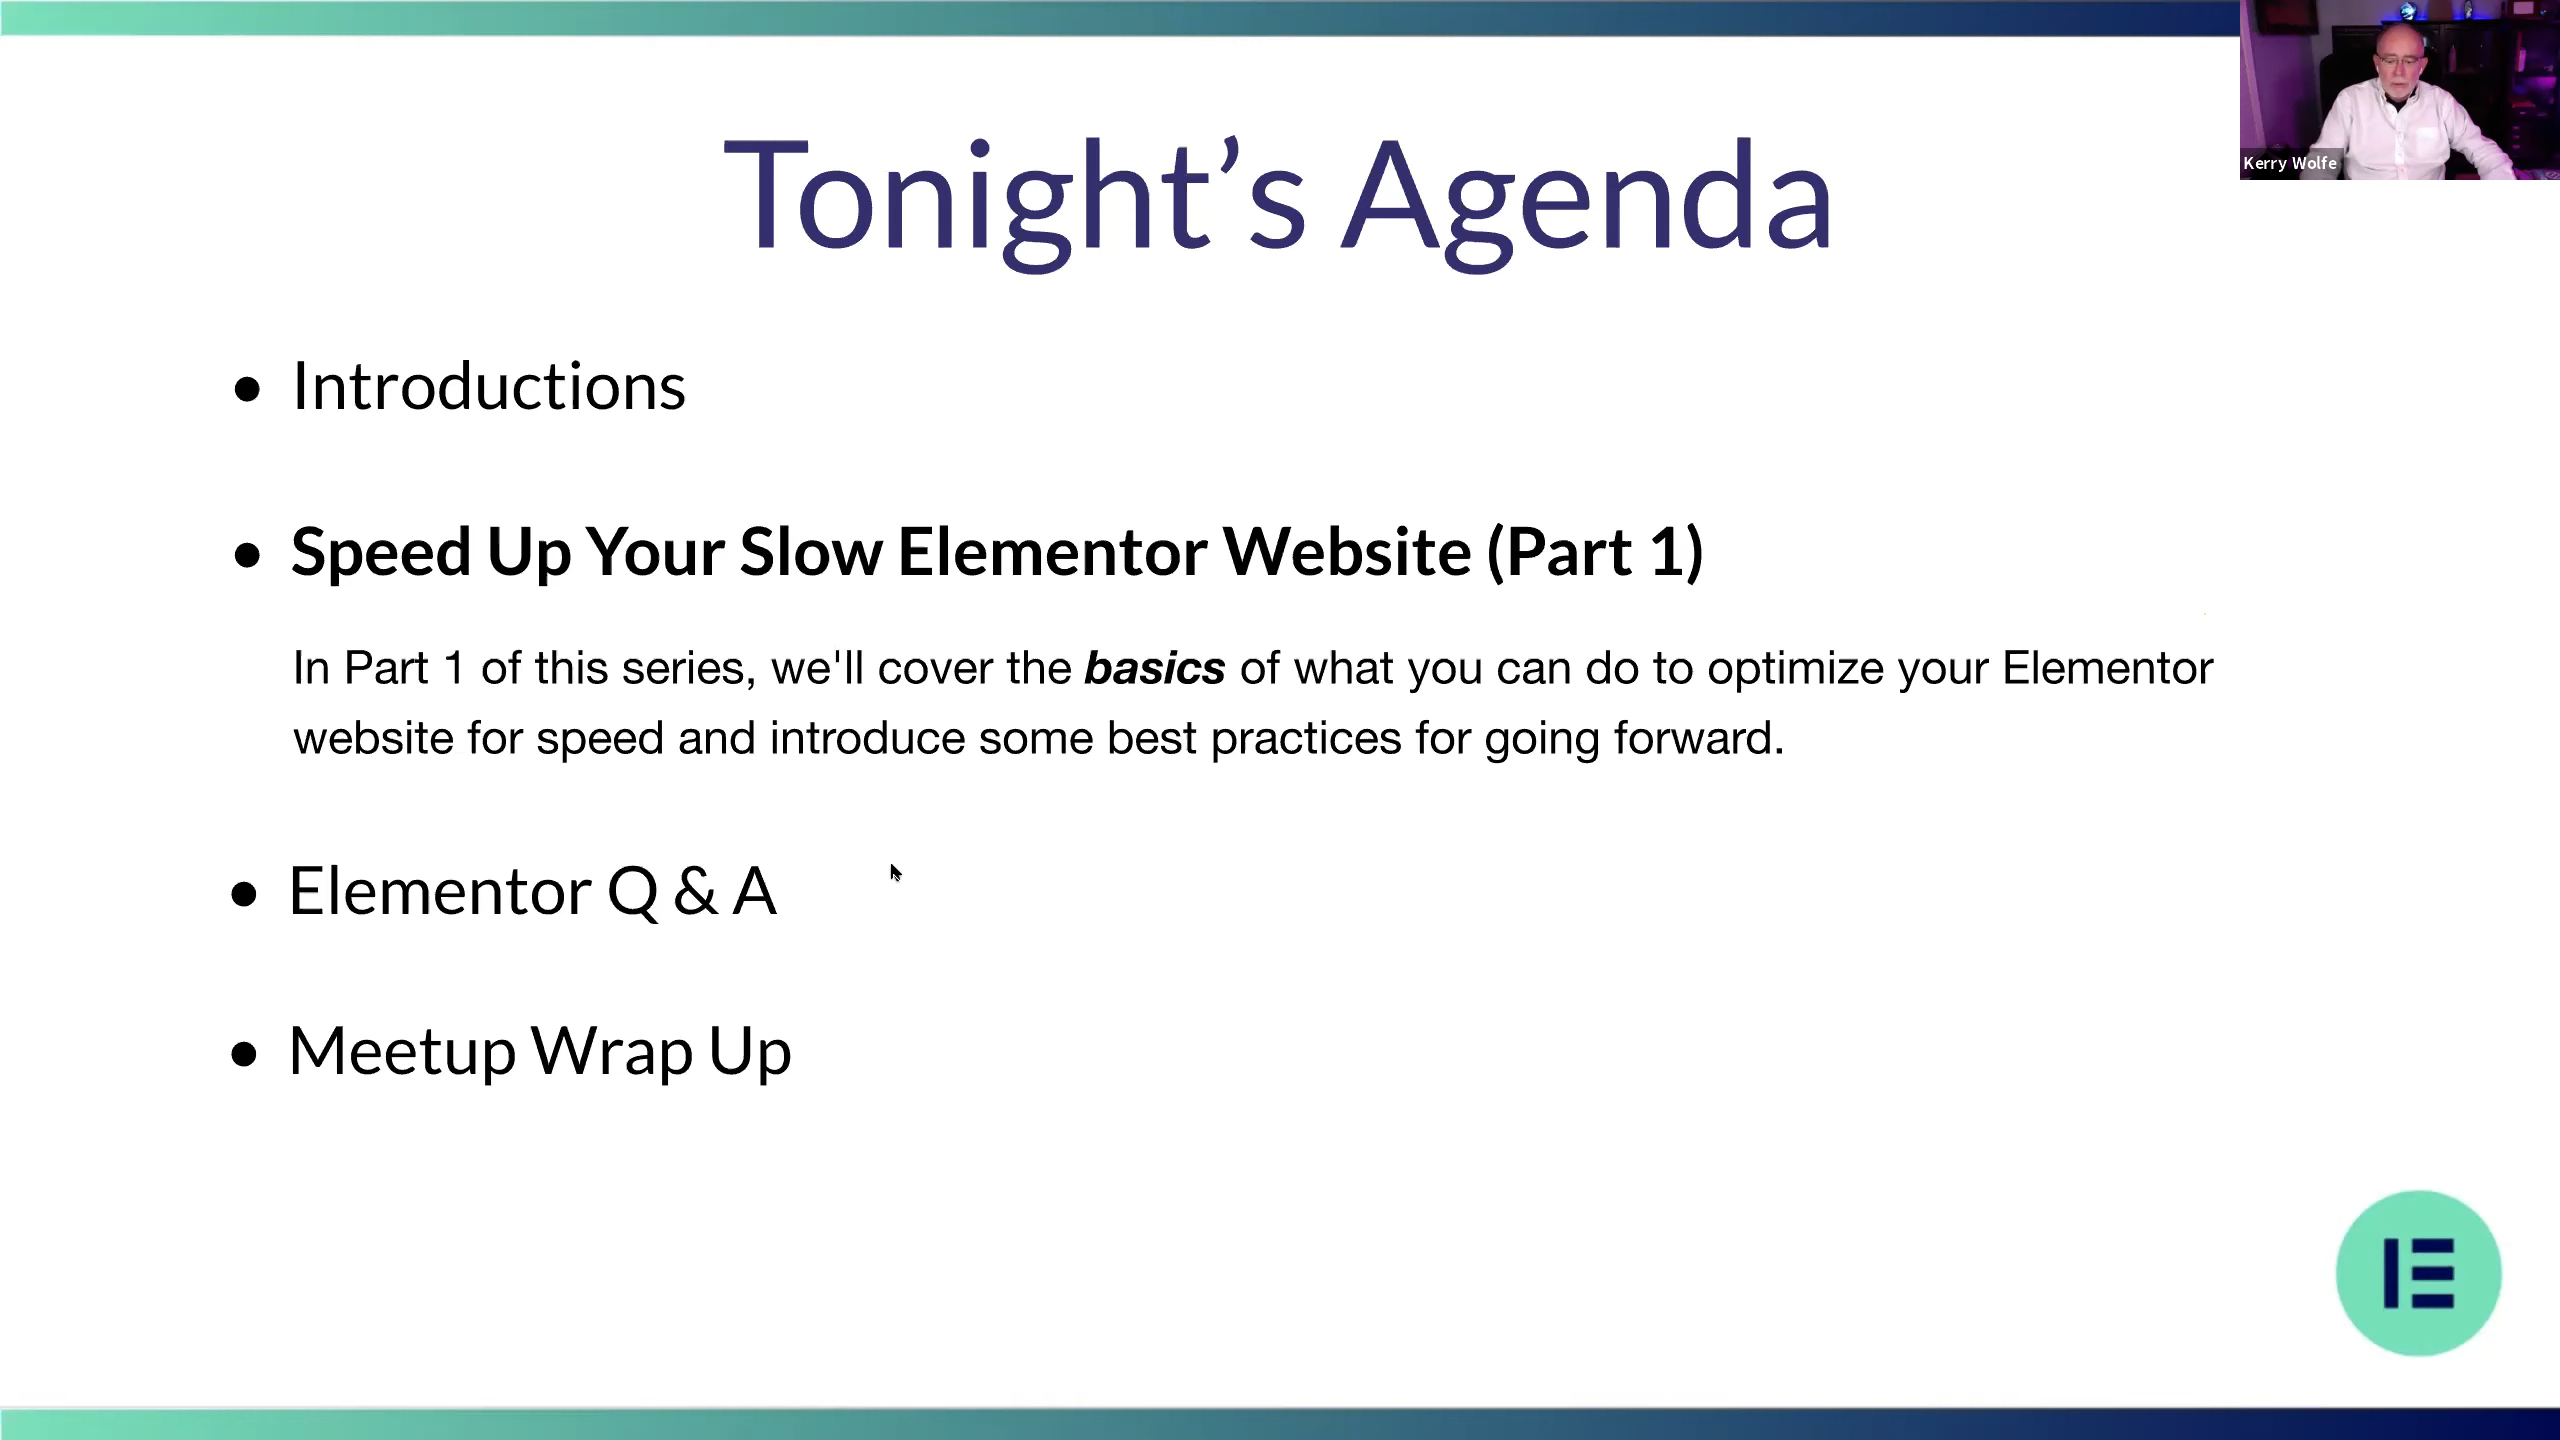 Tonight’s Agenda
Kerry Wolfe
• Introductions
• Speed Up Your Slow Elementor Website (Part 1)
In Part 1 of this series, we'll cover the basics of what you can do to optimize your Elementor
website for speed and introduce some best practices for going forward.
• Elementor Q & A
• Meetup Wrap Up